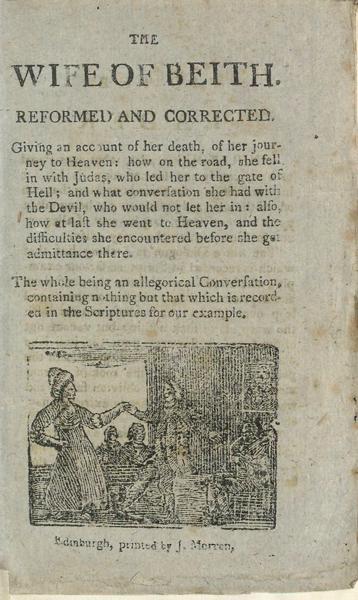 THE
WIFE OF BEITH.
REFORMED AND CORRECTED.
Giving an account of her death, of her jour-
ney to Heaven: how on the road, she fell
in with Judas, who led her to the gate of
Hell; and what converſation she had with
the Devil, who would not let her in: also,
how at laſt she went to Heaven, and the
difficulties she encountered before she got
admittance there.
The whole being an allegorical Converſation,
containing nothing but that which is record-
ed in the Scriptures for our example.
Edinburgh, printed by J. Morren,